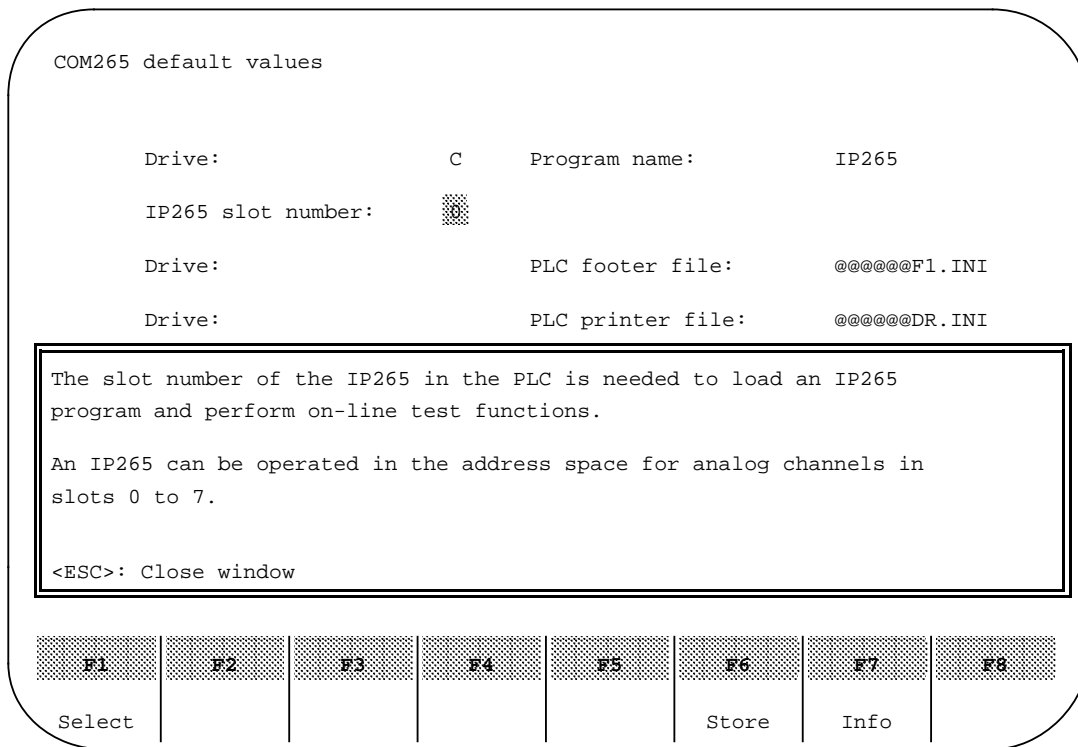 COM265 default values
Drive: C Program name: IP265
IP265 slot number: 0
Drive: PLC footer file: @@@@@@F1.INI
Drive: PLC printer file: @@@@@@DR.INI
The slot number of the IP265 in the PLC is needed to load an IP265
program and perform on-line test functions.
An IP265 can be operated in the address space for analog channels in
slots 0 to 7.
<ESC>: Close window
F1 F2 F3 F4 F5 F6 F7 F8
Select Store Info